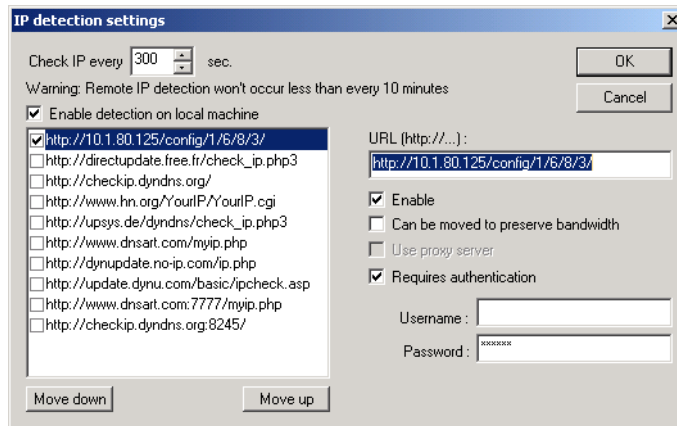 IP detection settings
Check IP every 300 sec.
Warning: Remote IP detection won't occur less than every 10 minutes
Enable detection on local machine
http://10.1.80.125/config/1/6/8/3/
http://directupdate.free.fr/check_ip.php3
http://checkip.dyndns.org/
http://www.hn.org/YourIP/YourIP.cgi
http://upsys.de/dyndns/check_ip.php3
http://www.dnsart.com/myip.php
http://dynupdate.no-ip.com/ip.php
http://update.dynu.com/basic/ipcheck.asp
http://www.dnsart.com:7777/myip.php
http://checkip.dyndns.org:8245/
Move down
Move up
OK
Cancel
URL (http://...) :
http://10.1.80.125/config/1/6/8/3/
Enable
Can be moved to preserve bandwidth
Use proxy server
Requires authentication
Username :
Password : ******